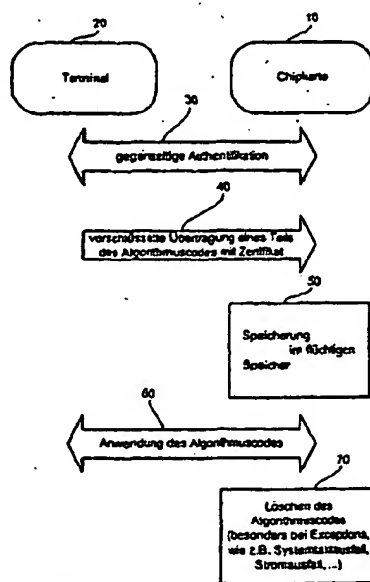 20
10
Terminal
Chipkarte
30
gegenseitige Authentifikation
40
verschlüsselte Übertragung eines Teils
des Algorithmuscodes mit Zertifikat
50
Speicherung
im flüchtigen
Speicher
60
Anwendung des Algorithmuscodes
70
Löschen des
Algorithmuscodes
(besonders bei Exceptions,
wie z.B. Systemtaktausfall,
Stromausfall, ...)